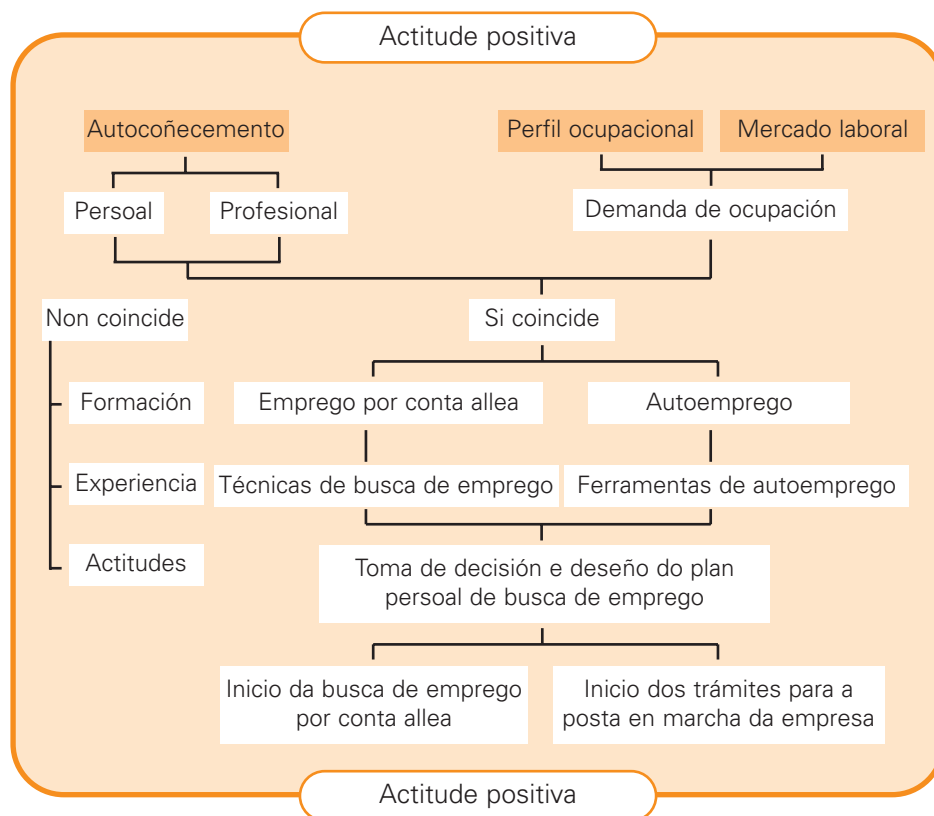 Actitude positiva
Autocoñecemento
Perfil ocupacional
Mercado laboral
Persoal
Profesional
Demanda de ocupación
Non coincide
Si coincide
Formación
Emprego por conta allea
Autoemprego
Experiencia
Técnicas de busca de emprego
Ferramentas de autoemprego
Actitudes
Toma de decisión e deseño do plan
persoal de busca de emprego
Inicio da busca de emprego
por conta allea
Inicio dos trámites para a
posta en marcha da empresa
Actitude positiva